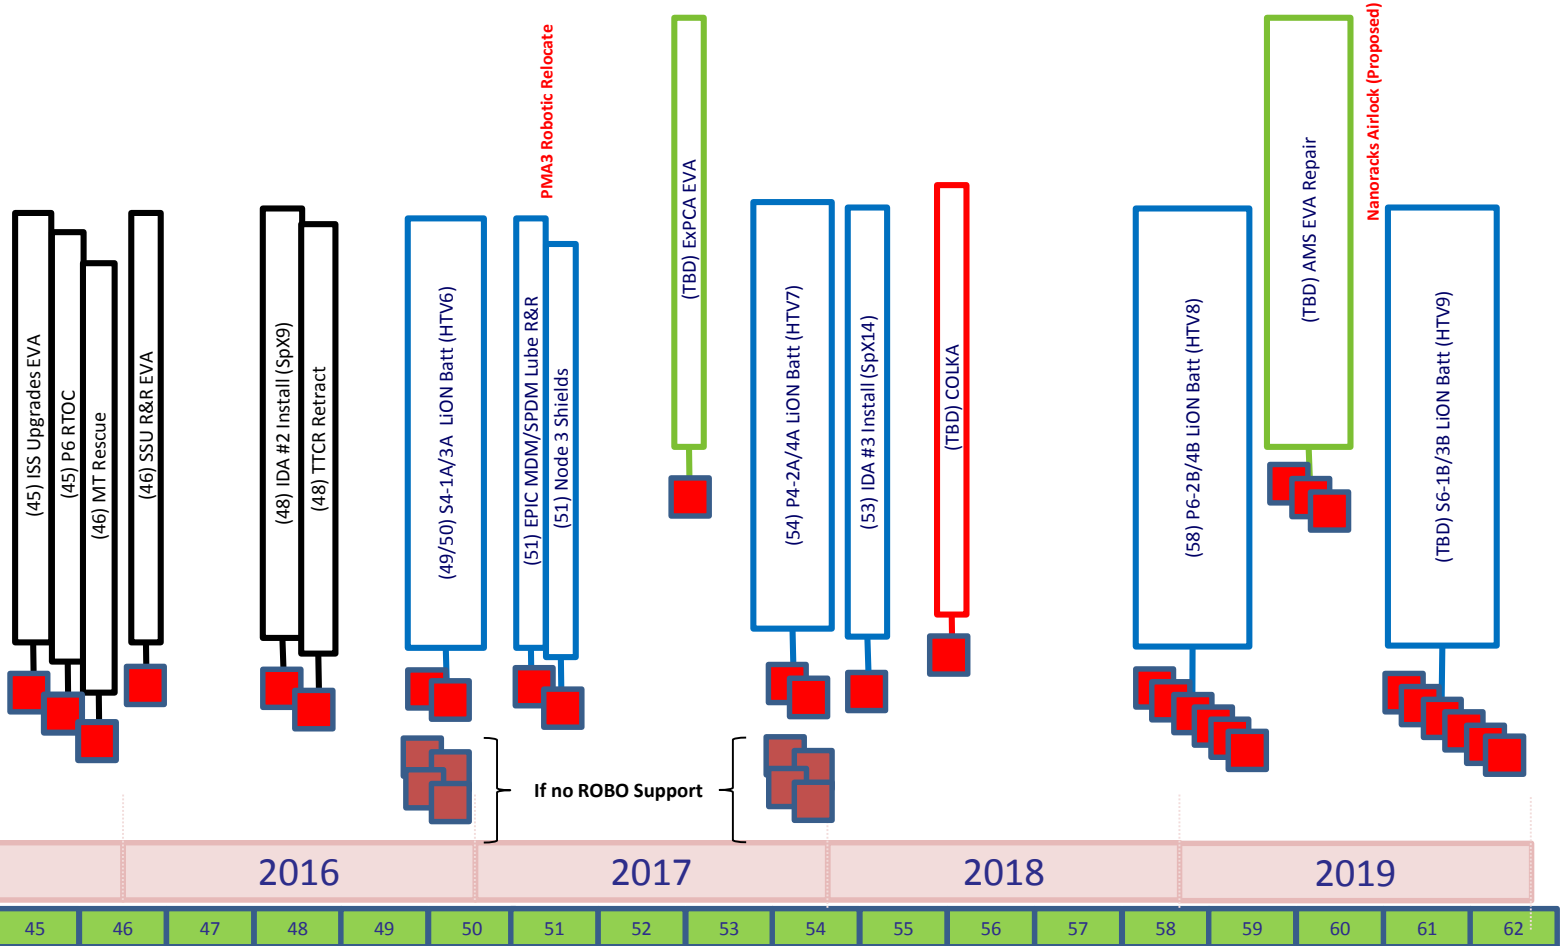 (45) ISS Upgrades EVA
(45) P6 RTOC
(46) MT Rescue
(46) SSU R&R EVA
(48) IDA #2 Install (SpX9)
(48) TTCR Retract
(49/50) S4-1A/3A LiON Batt (HTV6)
(51) EPIC MDM/SPDM Lube R&R
PMA3 Robotic Relocate
(51) Node 3 Shields
(TBD) ExPCA EVA
(54) P4-2A/4A LiON Batt (HTV7)
(53) IDA #3 Install (SpX14)
(TBD) COLKA
(58) P6-2B/4B LiON Batt (HTV8)
(TBD) AMS EVA Repair
Nanoracks Airlock (Proposed)
(TBD) S6-1B/3B LiON Batt (HTV9)
If no ROBO Support
2016 2017 2018 2019
45 46 47 48 49 50 51 52 53 54 55 56 57 58 59 60 61 62